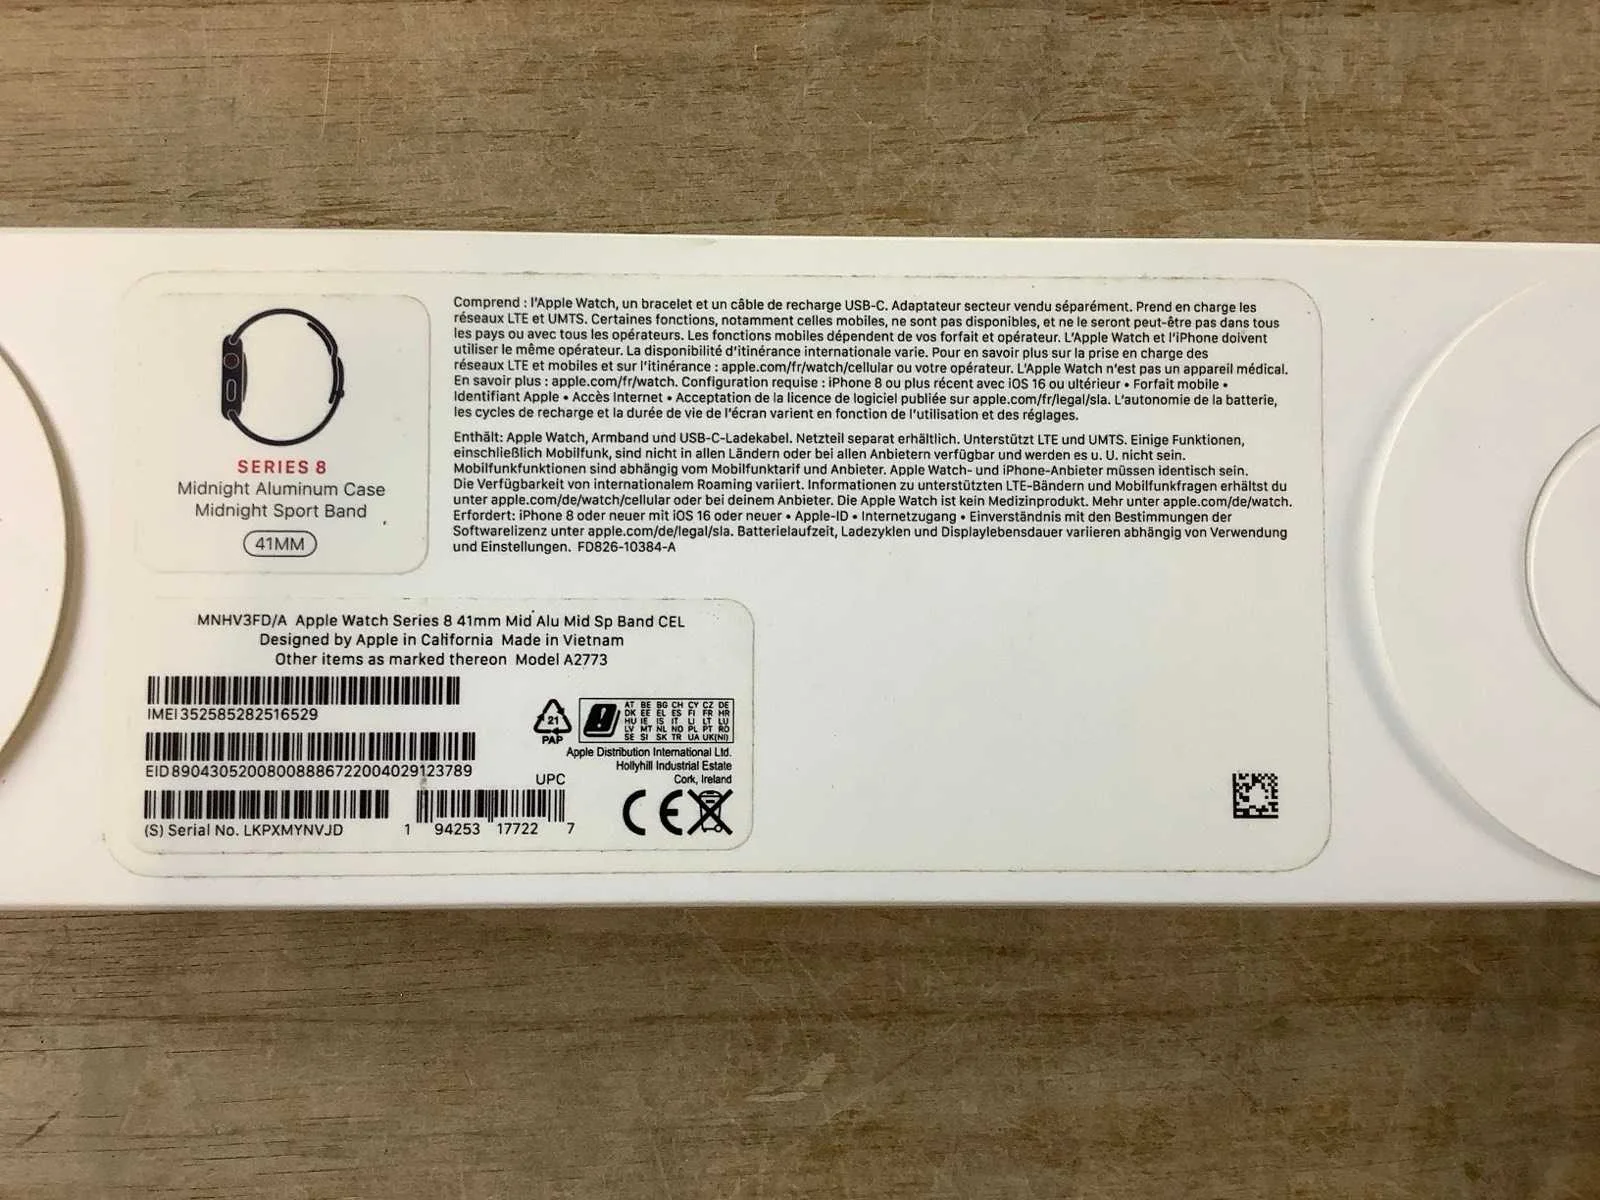 SERIES 8
Midnight Aluminum Case
Midnight Sport Band
41MM
Comprend : l'Apple Watch, un bracelet et un câble de recharge USB-C. Adaptateur secteur vendu séparément. Prend en charge les
réseaux LTE et UMTS. Certaines fonctions, notamment celles mobiles, ne sont pas disponibles, et ne le seront peut-être pas dans tous
les pays ou avec tous les opérateurs. Les fonctions mobiles dépendent de vos forfait et opérateur. L'Apple Watch et l'iPhone doivent
utiliser le même opérateur. La disponibilité d'itinérance internationale varie. Pour en savoir plus sur la prise en charge des
réseaux LTE et mobiles et sur l'itinérance : apple.com/fr/watch/cellular ou votre opérateur. L'Apple Watch n'est pas un appareil médical.
En savoir plus : apple.com/fr/watch. Configuration requise : iPhone 8 ou plus récent avec iOS 16 ou ultérieur • Forfait mobile •
Identifiant Apple • Accès Internet • Acceptation de la licence de logiciel publiée sur apple.com/fr/legal/sla. L'autonomie de la batterie,
les cycles de recharge et la durée de vie de l'écran varient en fonction de l'utilisation et des réglages.
Enthält: Apple Watch, Armband und USB-C-Ladekabel. Netzteil separat erhältlich. Unterstützt LTE und UMTS. Einige Funktionen,
einschließlich Mobilfunk, sind nicht in allen Ländern oder bei allen Anbietern verfügbar und werden es u. U. nicht sein.
Mobilfunkfunktionen sind abhängig vom Mobilfunktarif und Anbieter. Apple Watch- und iPhone-Anbieter müssen identisch sein.
Die Verfügbarkeit von internationalem Roaming variiert. Informationen zu unterstützten LTE-Bändern und Mobilfunkfragen erhältst du
unter apple.com/de/watch/cellular oder bei deinem Anbieter. Die Apple Watch ist kein Medizinprodukt. Mehr unter apple.com/de/watch.
Erfordert: iPhone 8 oder neuer mit iOS 16 oder neuer • Apple-ID • Internetzugang • Einverständnis mit den Bestimmungen der
Softwarelizenz unter apple.com/de/legal/sla. Batterielaufzeit, Ladezyklen und Displaylebensdauer variieren abhängig von Verwendung
und Einstellungen. FD826-10384-A
MNHV3FD/A Apple Watch Series 8 41mm Mid Alu Mid Sp Band CEL
Designed by Apple in California Made in Vietnam
Other items as marked thereon Model A2773
IMEI 352585282516529
EID 89043052008008886722004029123789
(S) Serial No. LKPXMYNVJD
UPC
1 94253 17722 7
21
PAP
AT BE BG CH CY CZ DE
DK EE EL ES FI FR HR
HU IE IS IT LI LT LU
LV MT NL NO PL PT RO
SE SI SK TR UA UK(NI)
Apple Distribution International Ltd.
Hollyhill Industrial Estate
Cork, Ireland
CE